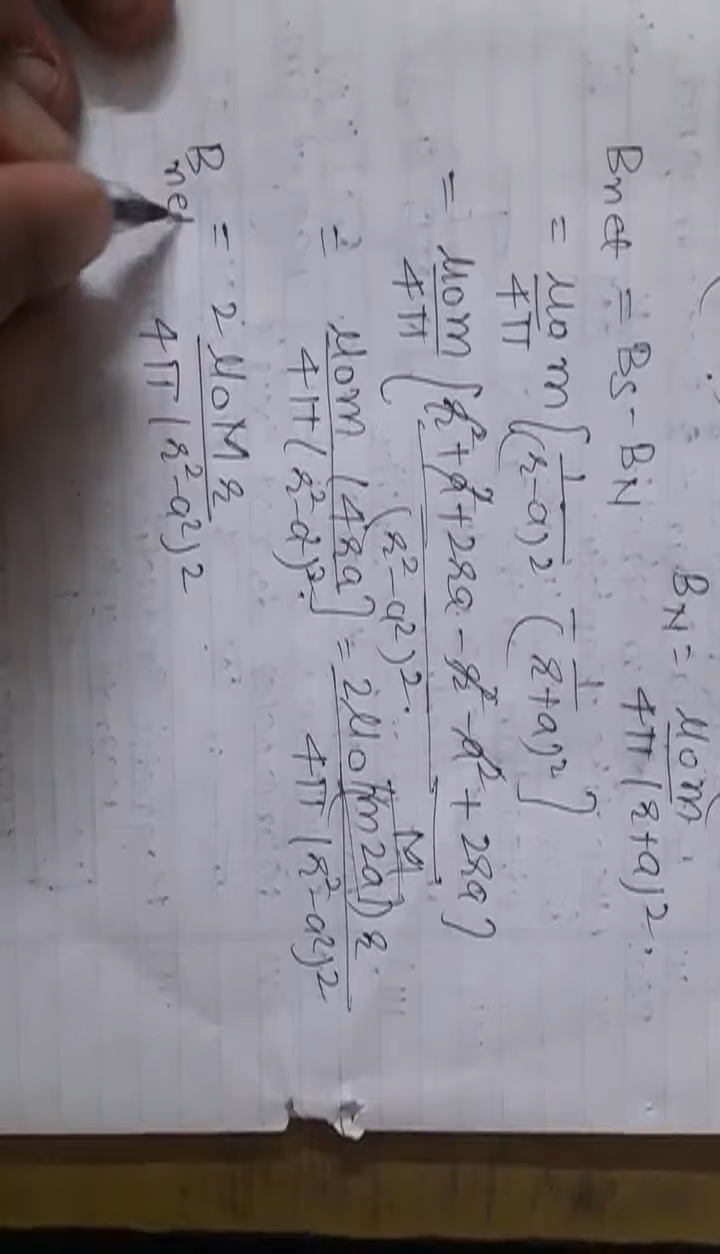 BN = μ0m / 4π(r+a)²
Bnet = BS - BN
= μ0/4π m [1/(r-a)² - 1/(r+a)²]
= μ0m/4π [r²+a²+2ra-r²-a²+2ra / (r²-a²)²]
= μ0m [4ra] / 4π(r²-a²)² = 2μ0(m2a)r / 4π(r²-a²)²
M
Bnet = 2μ0Mr / 4π(r²-a²)²